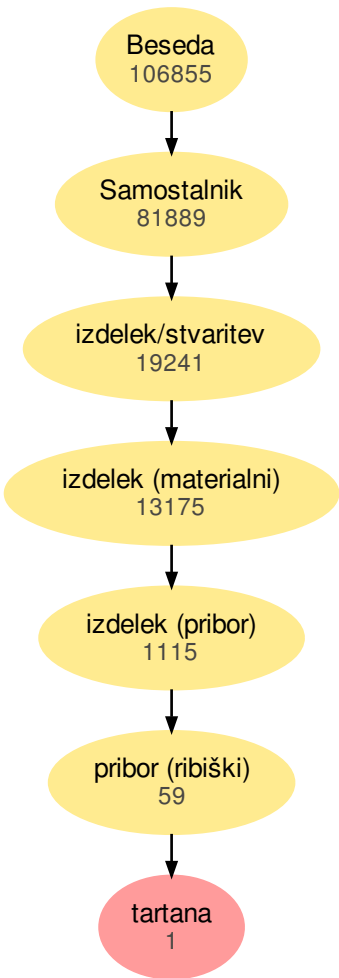 Beseda
106855
Samostalnik
81889
izdelek/stvaritev
19241
izdelek (materialni)
13175
izdelek (pribor)
1115
pribor (ribiški)
59
tartana
1